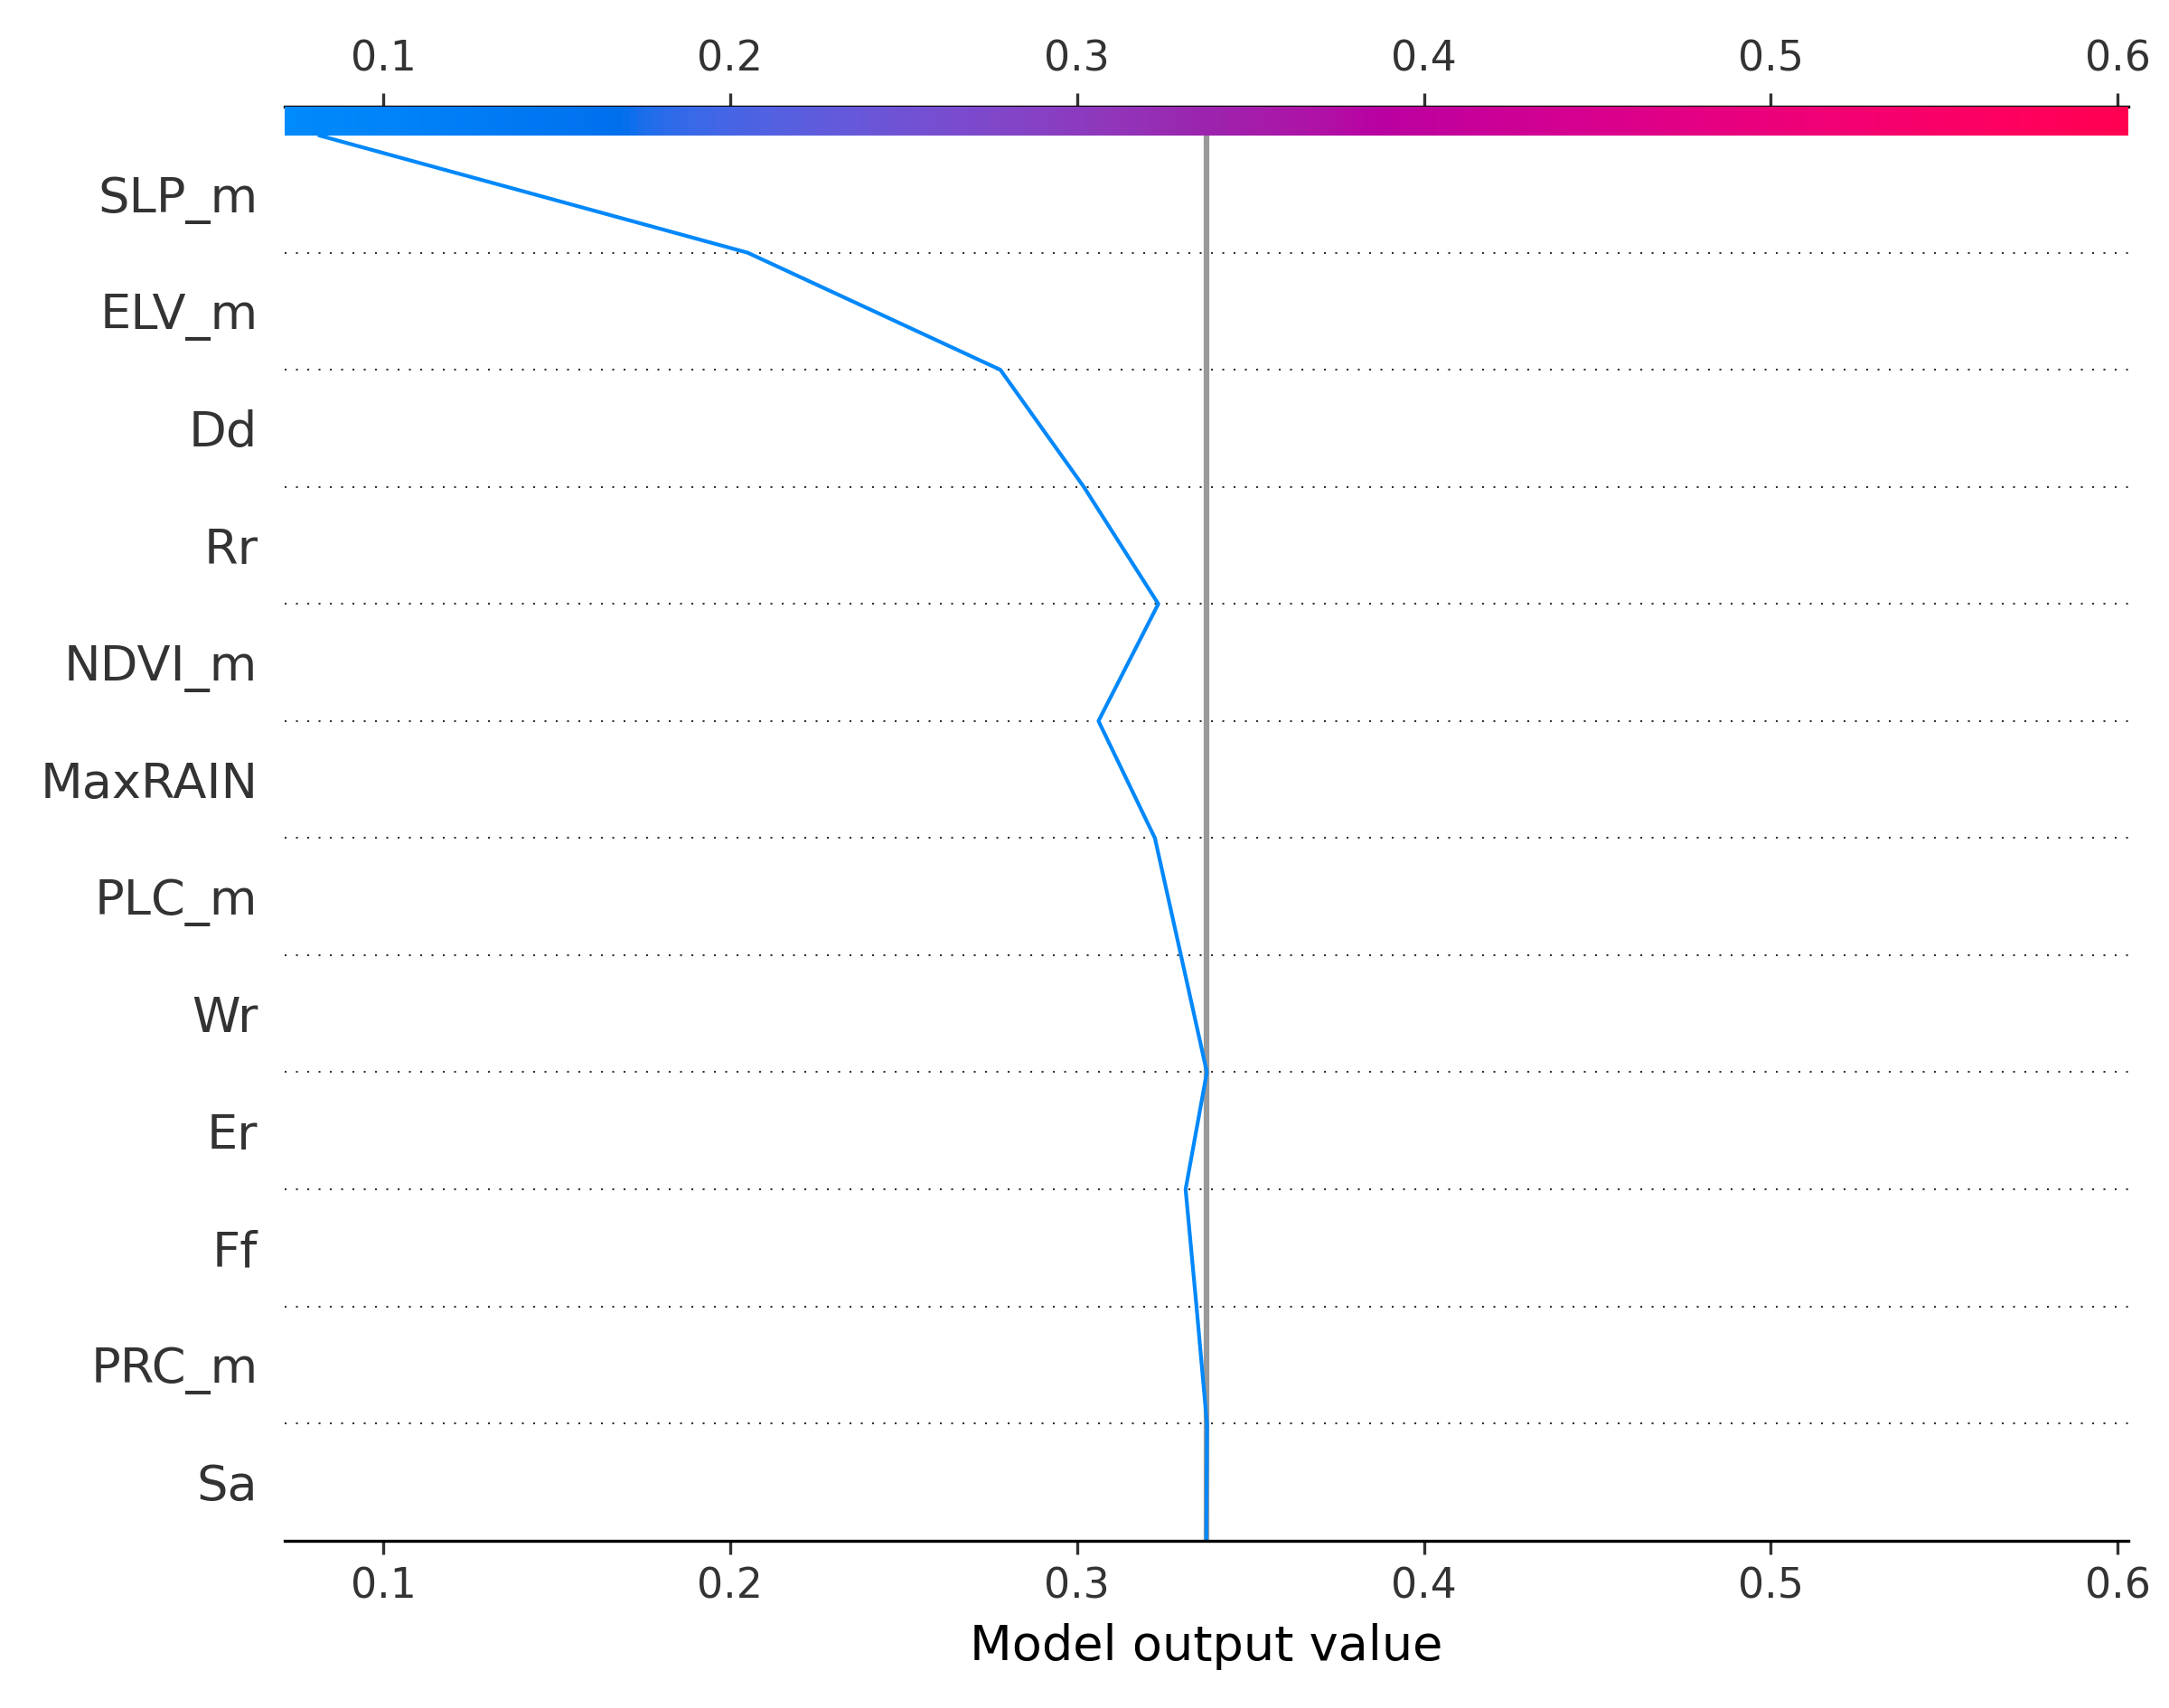 0.1 0.2 0.3 0.4 0.5 0.6
SLP_m
ELV_m
Dd
Rr
NDVI_m
MaxRAIN
PLC_m
Wr
Er
Ff
PRC_m
Sa
0.1 0.2 0.3 0.4 0.5 0.6
Model output value